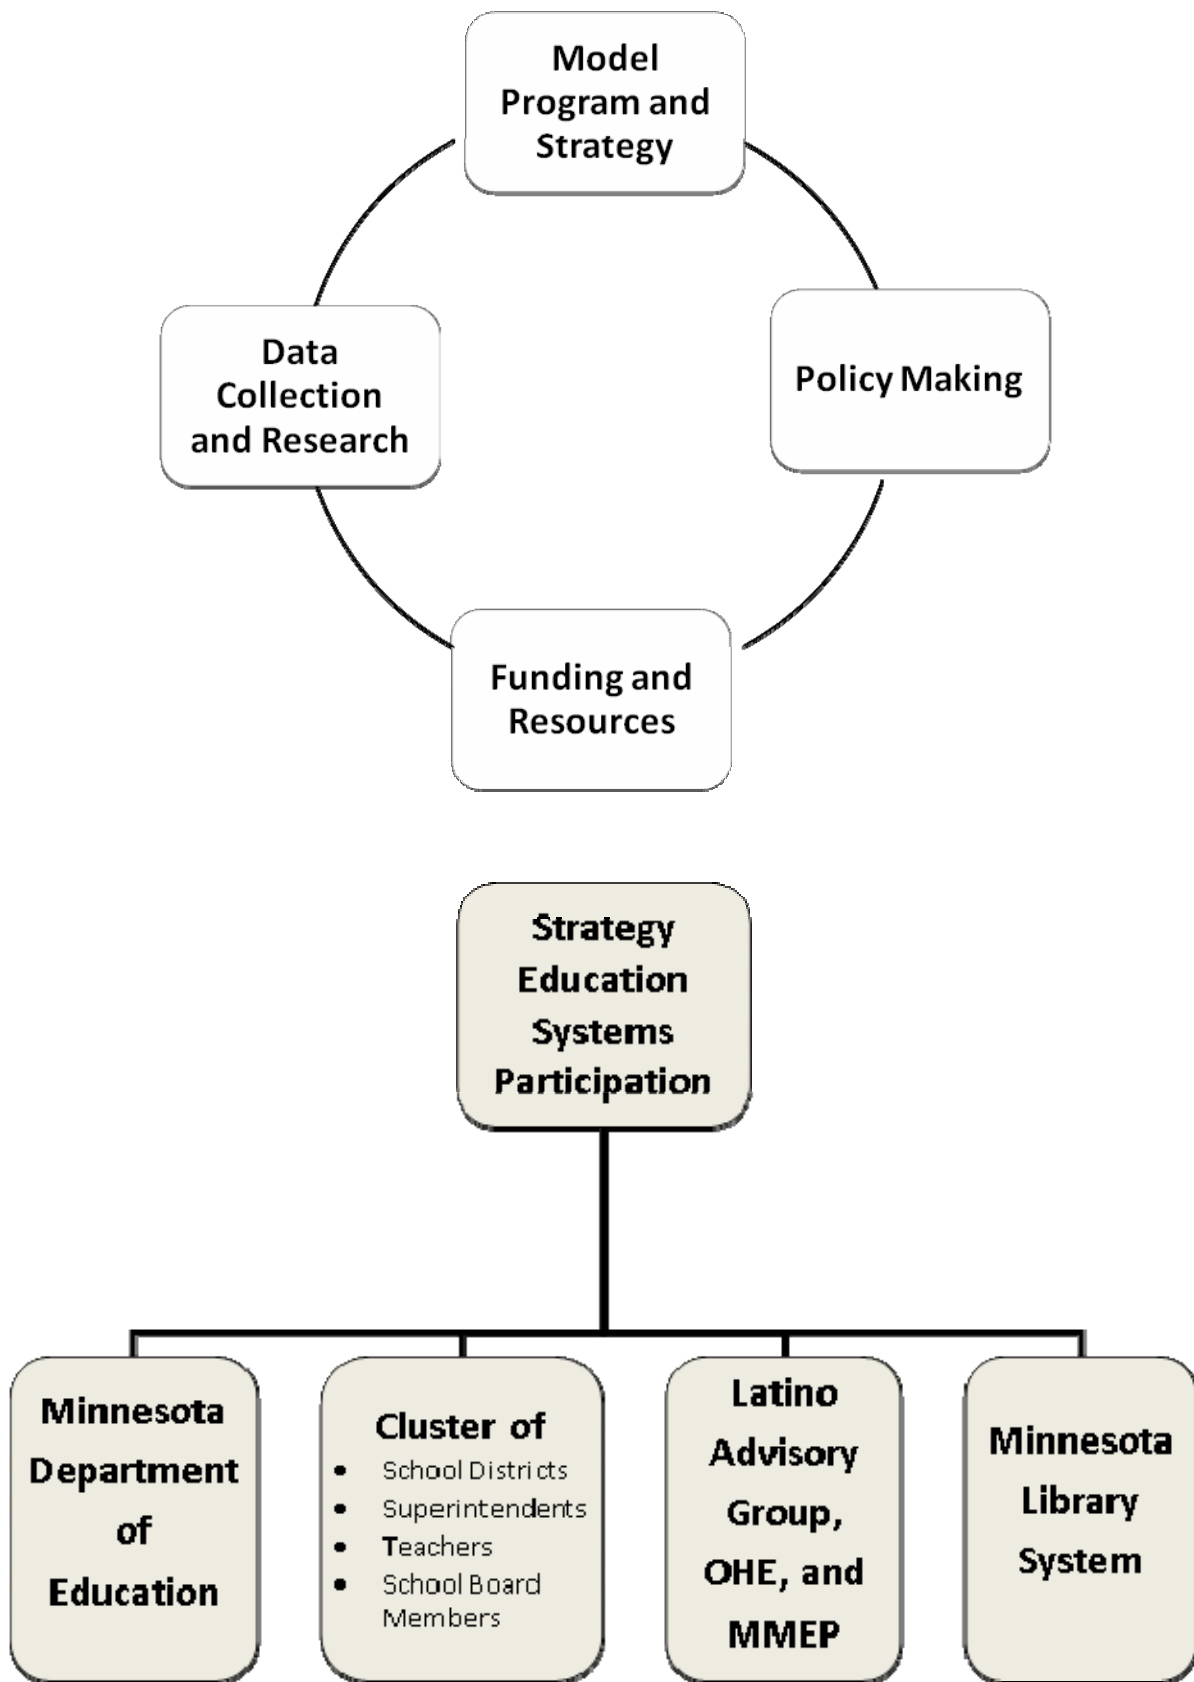 Model
Program and
Strategy
Data
Collection
and Research
Policy Making
Funding and
Resources
Strategy
Education
Systems
Participation
Minnesota
Department
of
Education
Cluster of
• School Districts
• Superintendents
• Teachers
• School Board
Members
Latino
Advisory
Group,
OHE, and
MMEP
Minnesota
Library
System